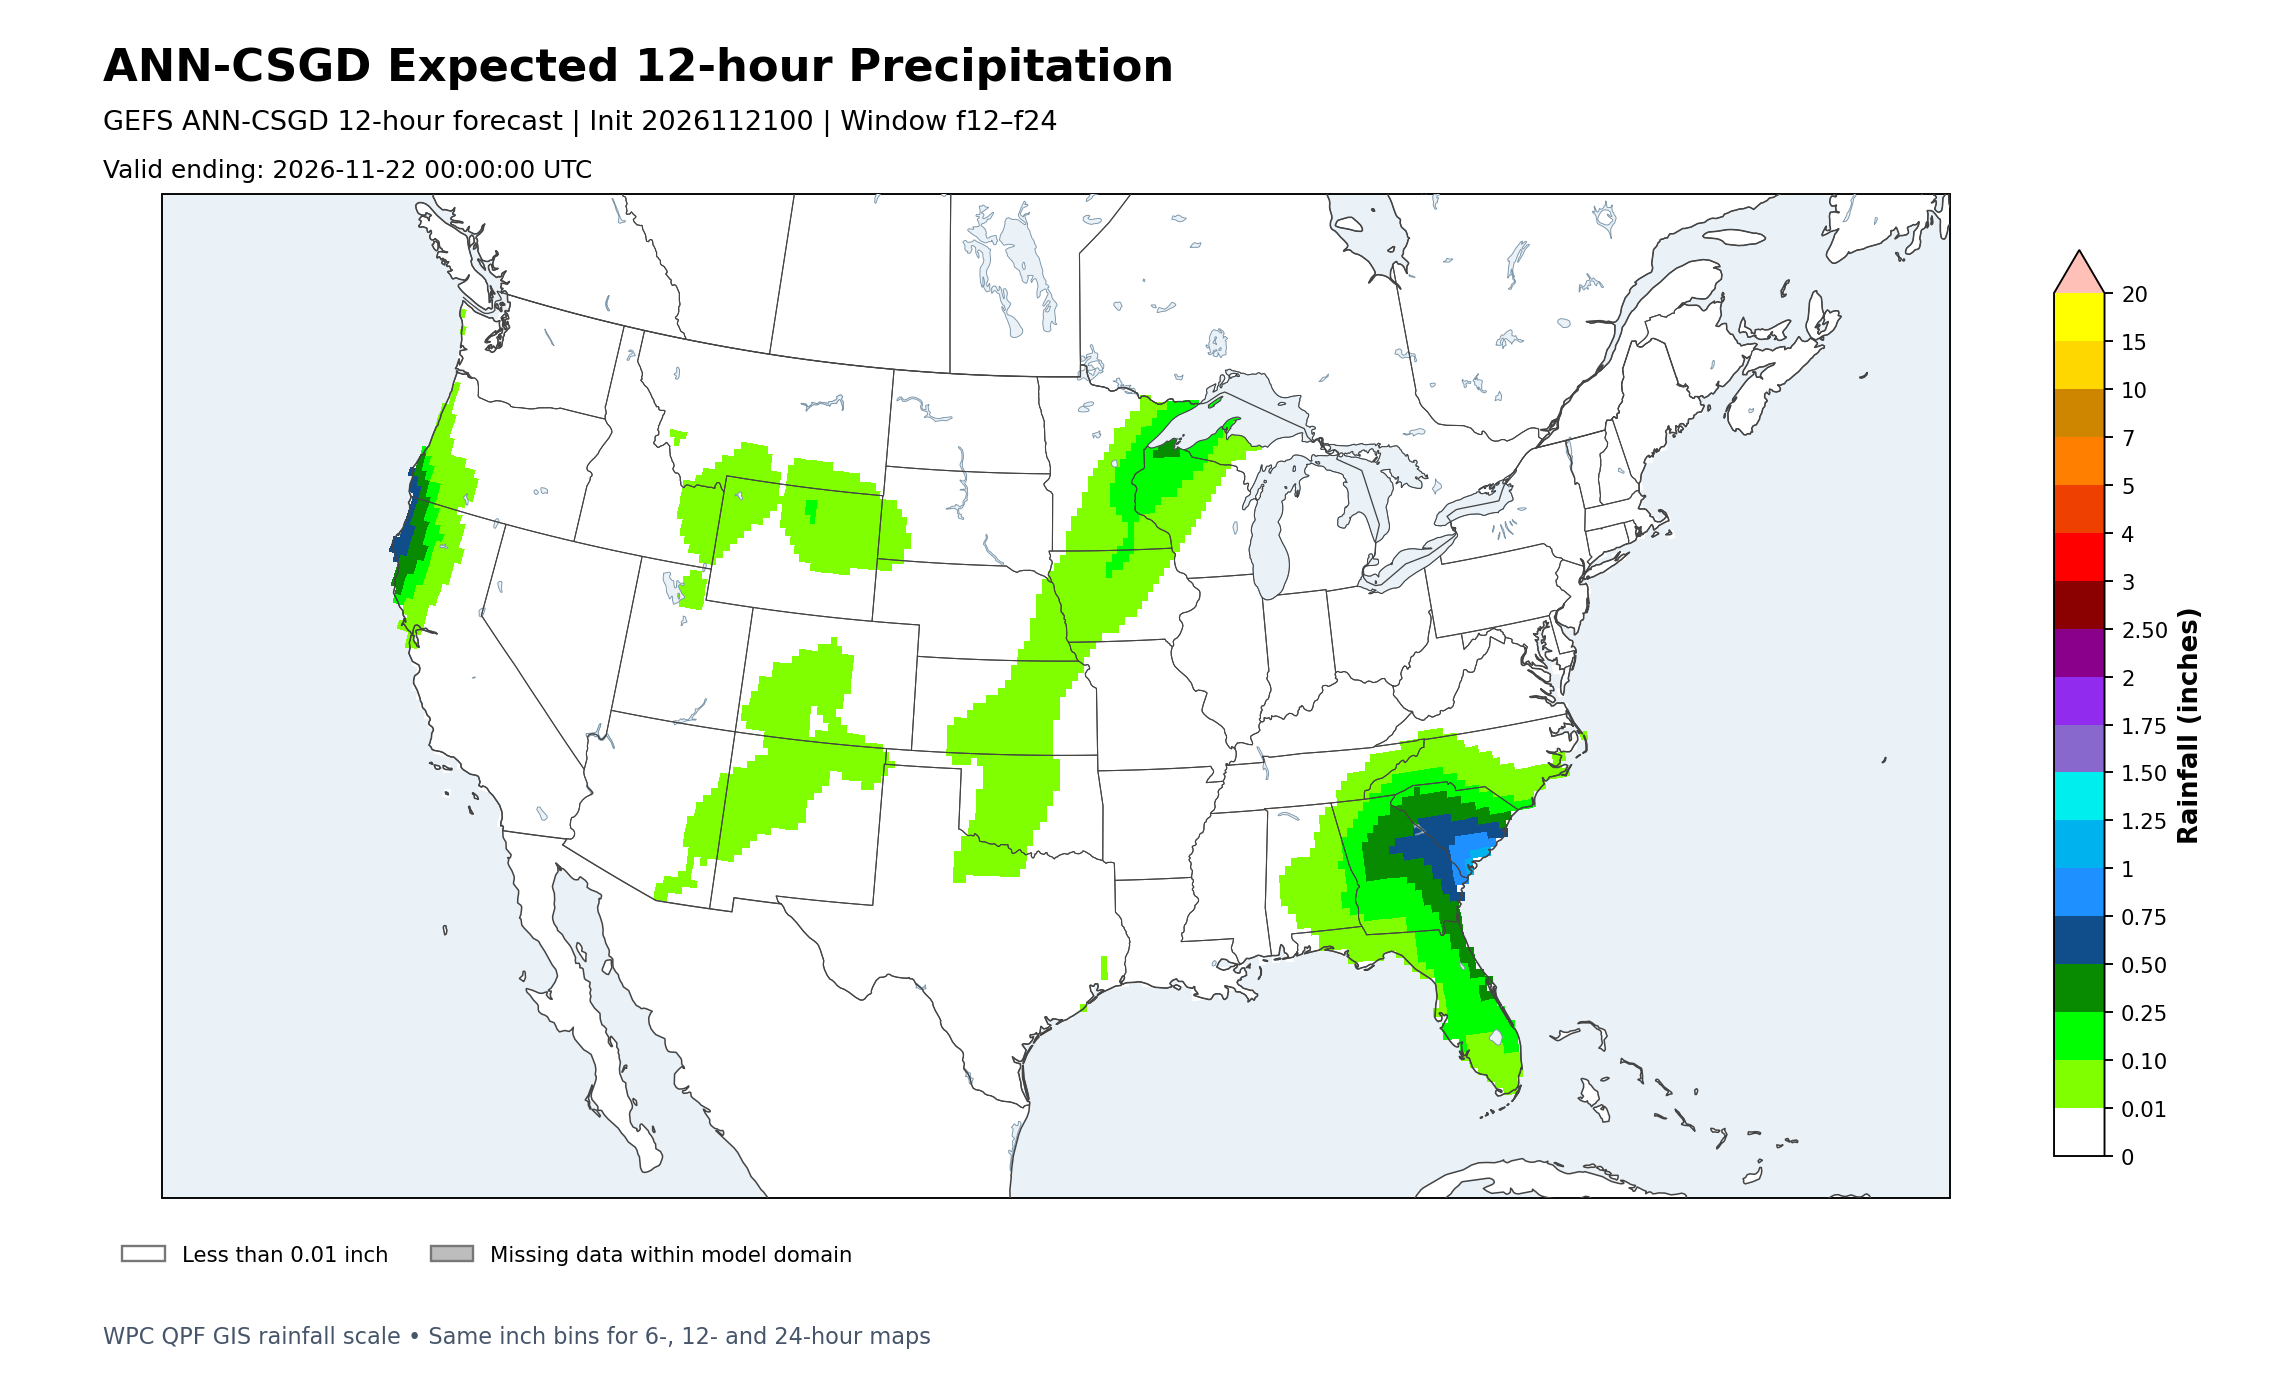 ANN-CSGD Expected 12-hour Precipitation
GEFS ANN-CSGD 12-hour forecast | Init 2026112100 | Window f12–f24
Valid ending: 2026-11-22 00:00:00 UTC
20
15
10
7
5
4
3
2.50
2
1.75
1.50
1.25
1
0.75
0.50
0.25
0.10
0.01
0
Rainfall (inches)
Less than 0.01 inch
Missing data within model domain
WPC QPF GIS rainfall scale • Same inch bins for 6-, 12- and 24-hour maps